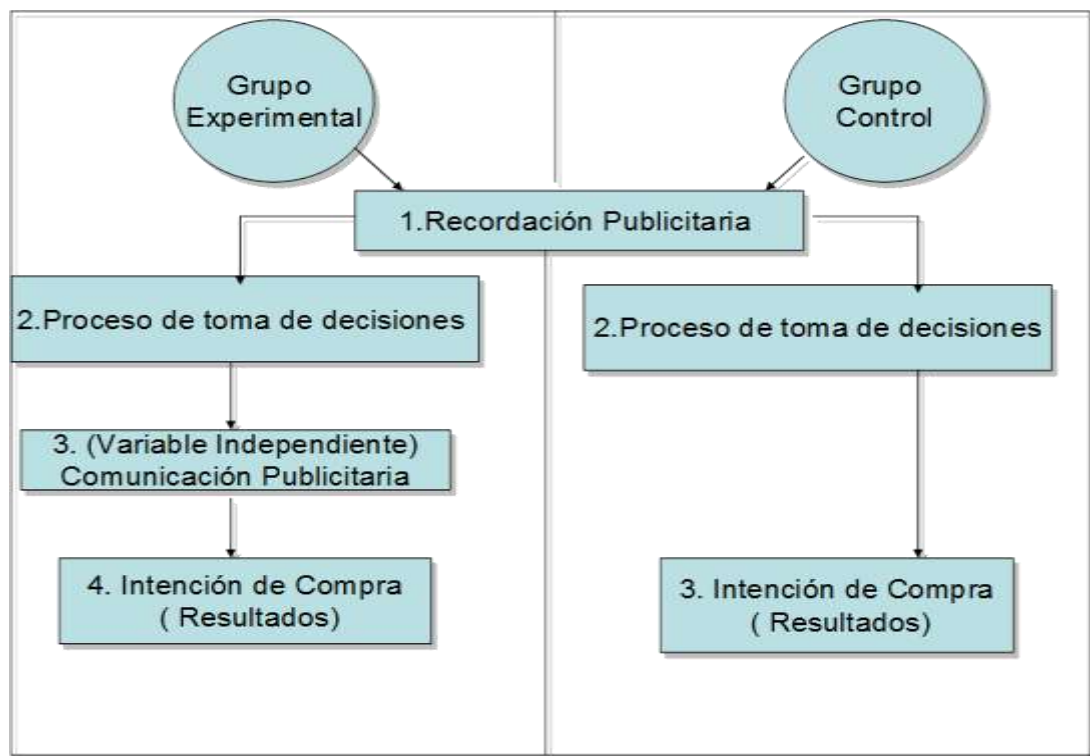 Grupo
Experimental
Grupo
Control
1.Recordación Publicitaria
2.Proceso de toma de decisiones
2.Proceso de toma de decisiones
3. (Variable Independiente)
Comunicación Publicitaria
4. Intención de Compra
( Resultados)
3. Intención de Compra
( Resultados)